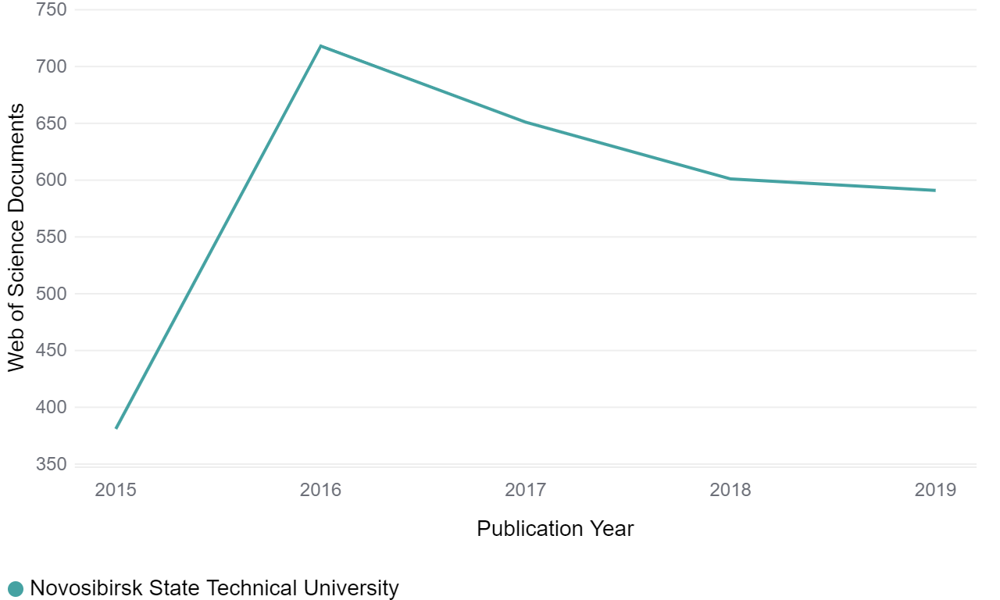 750
700
650
600
550
500
450
400
350
Web of Science Documents
2015 2016 2017 2018 2019
Publication Year
Novosibirsk State Technical University